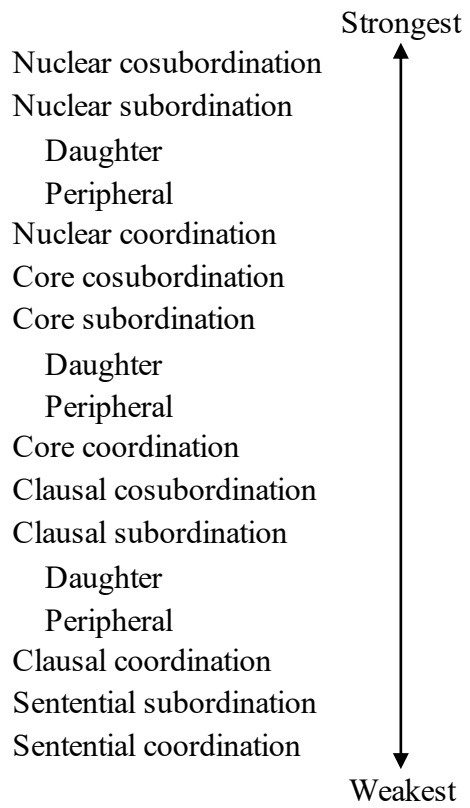 Strongest
Nuclear cosubordination
Nuclear subordination
Daughter
Peripheral
Nuclear coordination
Core cosubordination
Core subordination
Daughter
Peripheral
Core coordination
Clausal cosubordination
Clausal subordination
Daughter
Peripheral
Clausal coordination
Sentential subordination
Sentential coordination
Weakest